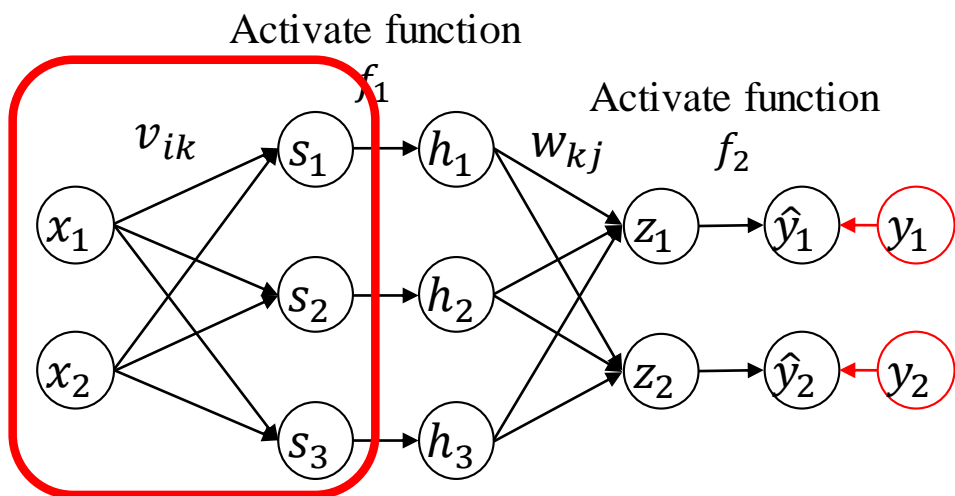 Activate function
f₁
Activate function
f₂
vᵢₖ
wₖⱼ
s₁
h₁
x₁
z₁
ŷ₁
y₁
s₂
h₂
x₂
z₂
ŷ₂
y₂
s₃
h₃